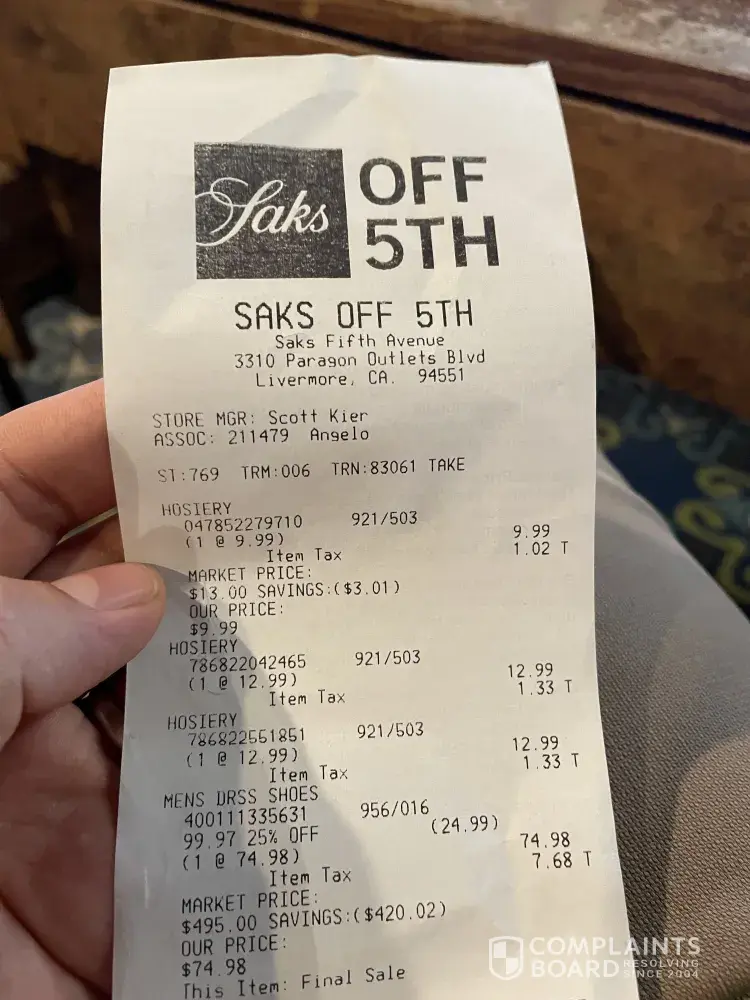 Saks
OFF
5TH
SAKS OFF 5TH
Saks Fifth Avenue
3310 Paragon Outlets Blvd
Livermore, CA. 94551
STORE MGR: Scott Kier
ASSOC: 211479 Angelo
ST:769 TRM:006 TRN:83061 TAKE
HOSIERY
047852279710 921/503
(1 @ 9.99) 9.99
Item Tax 1.02 T
MARKET PRICE:
$13.00 SAVINGS:($3.01)
OUR PRICE:
$9.99
HOSIERY
786822042465 921/503
(1 @ 12.99) 12.99
Item Tax 1.33 T
HOSIERY
786822551851 921/503
(1 @ 12.99) 12.99
Item Tax 1.33 T
MENS DRSS SHOES
400111335631 956/016
99.97 25% OFF (24.99)
(1 @ 74.98) 74.98
Item Tax 7.68 T
MARKET PRICE:
$495.00 SAVINGS:($420.02)
OUR PRICE:
$74.98
This Item: Final Sale
COMPLAINTS
BOARD RESOLVING
SINCE 2004